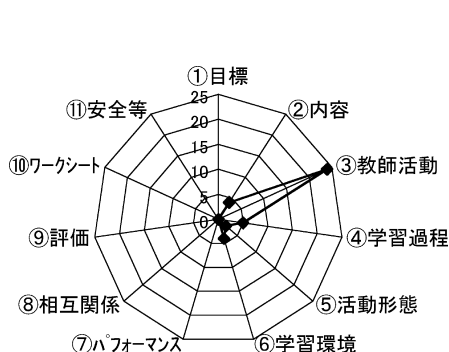 ①目標
②内容
③教師活動
④学習過程
⑤活動形態
⑥学習環境
⑦ﾊﾟﾌｫｰﾏﾝｽ
⑧相互関係
⑨評価
⑩ﾜｰｸｼｰﾄ
⑪安全等
25
20
15
10
5
0